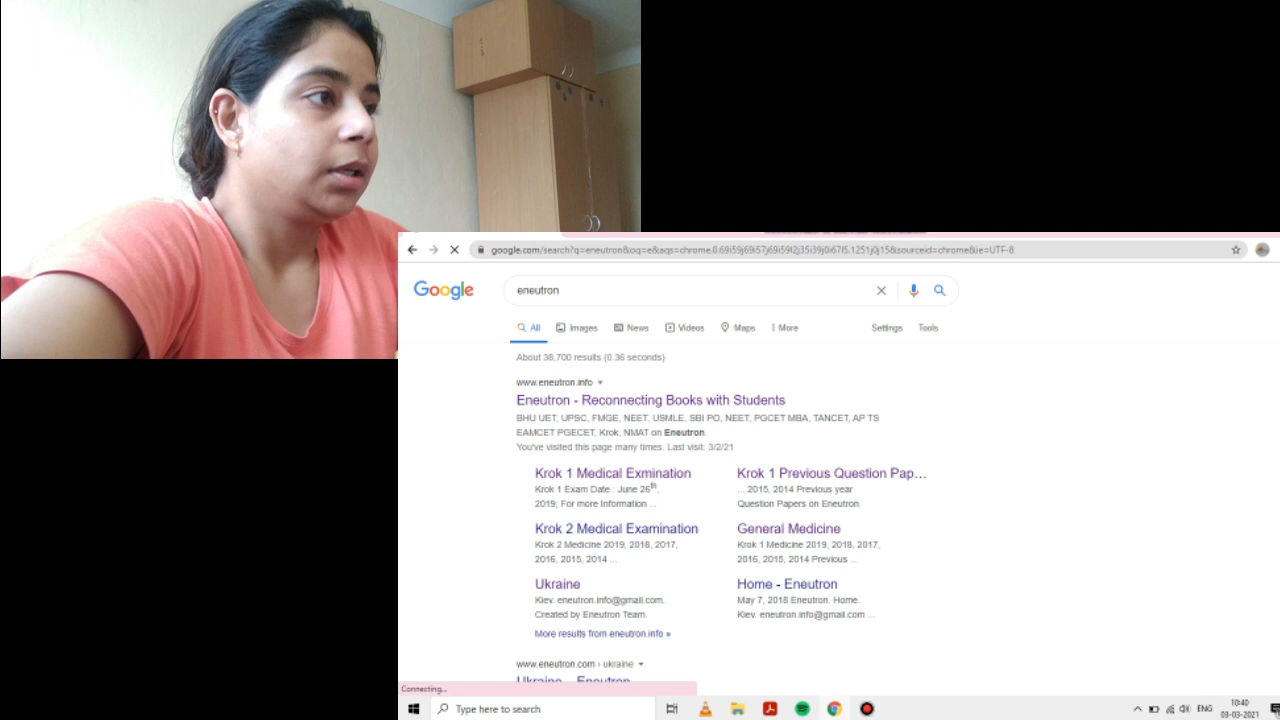 google.com/search?q=eneutron&oq=e&aqs=chrome.0.69i59j69i57j69i59l2j35i39j0i67l5.1251j0j15&sourceid=chrome&ie=UTF-8
Google
eneutron
All Images News Videos Maps More Settings Tools
About 38,700 results (0.36 seconds)
www.eneutron.info
Eneutron - Reconnecting Books with Students
BHU UET, UPSC, FMGE, NEET, USMLE, SBI PO, NEET, PGCET MBA, TANCET, AP TS
EAMCET PGECET, Krok, NMAT on Eneutron.
You've visited this page many times. Last visit: 3/2/21
Krok 1 Medical Exmination
Krok 1 Exam Date : June 26th,
2019; For more Information ...
Krok 1 Previous Question Pap...
... 2015, 2014 Previous year
Question Papers on Eneutron.
Krok 2 Medical Examination
Krok 2 Medicine 2019, 2018, 2017,
2016, 2015, 2014 ...
General Medicine
Krok 1 Medicine 2019, 2018, 2017,
2016, 2015, 2014 Previous ...
Ukraine
Kiev. eneutron.info@gmail.com.
Created by Eneutron Team.
Home - Eneutron
May 7, 2018 Eneutron. Home.
Kiev. eneutron.info@gmail.com ...
More results from eneutron.info »
www.eneutron.com › ukraine
Ukraine – Eneutron
Connecting...
Type here to search
ENG
10:40
03-03-2021